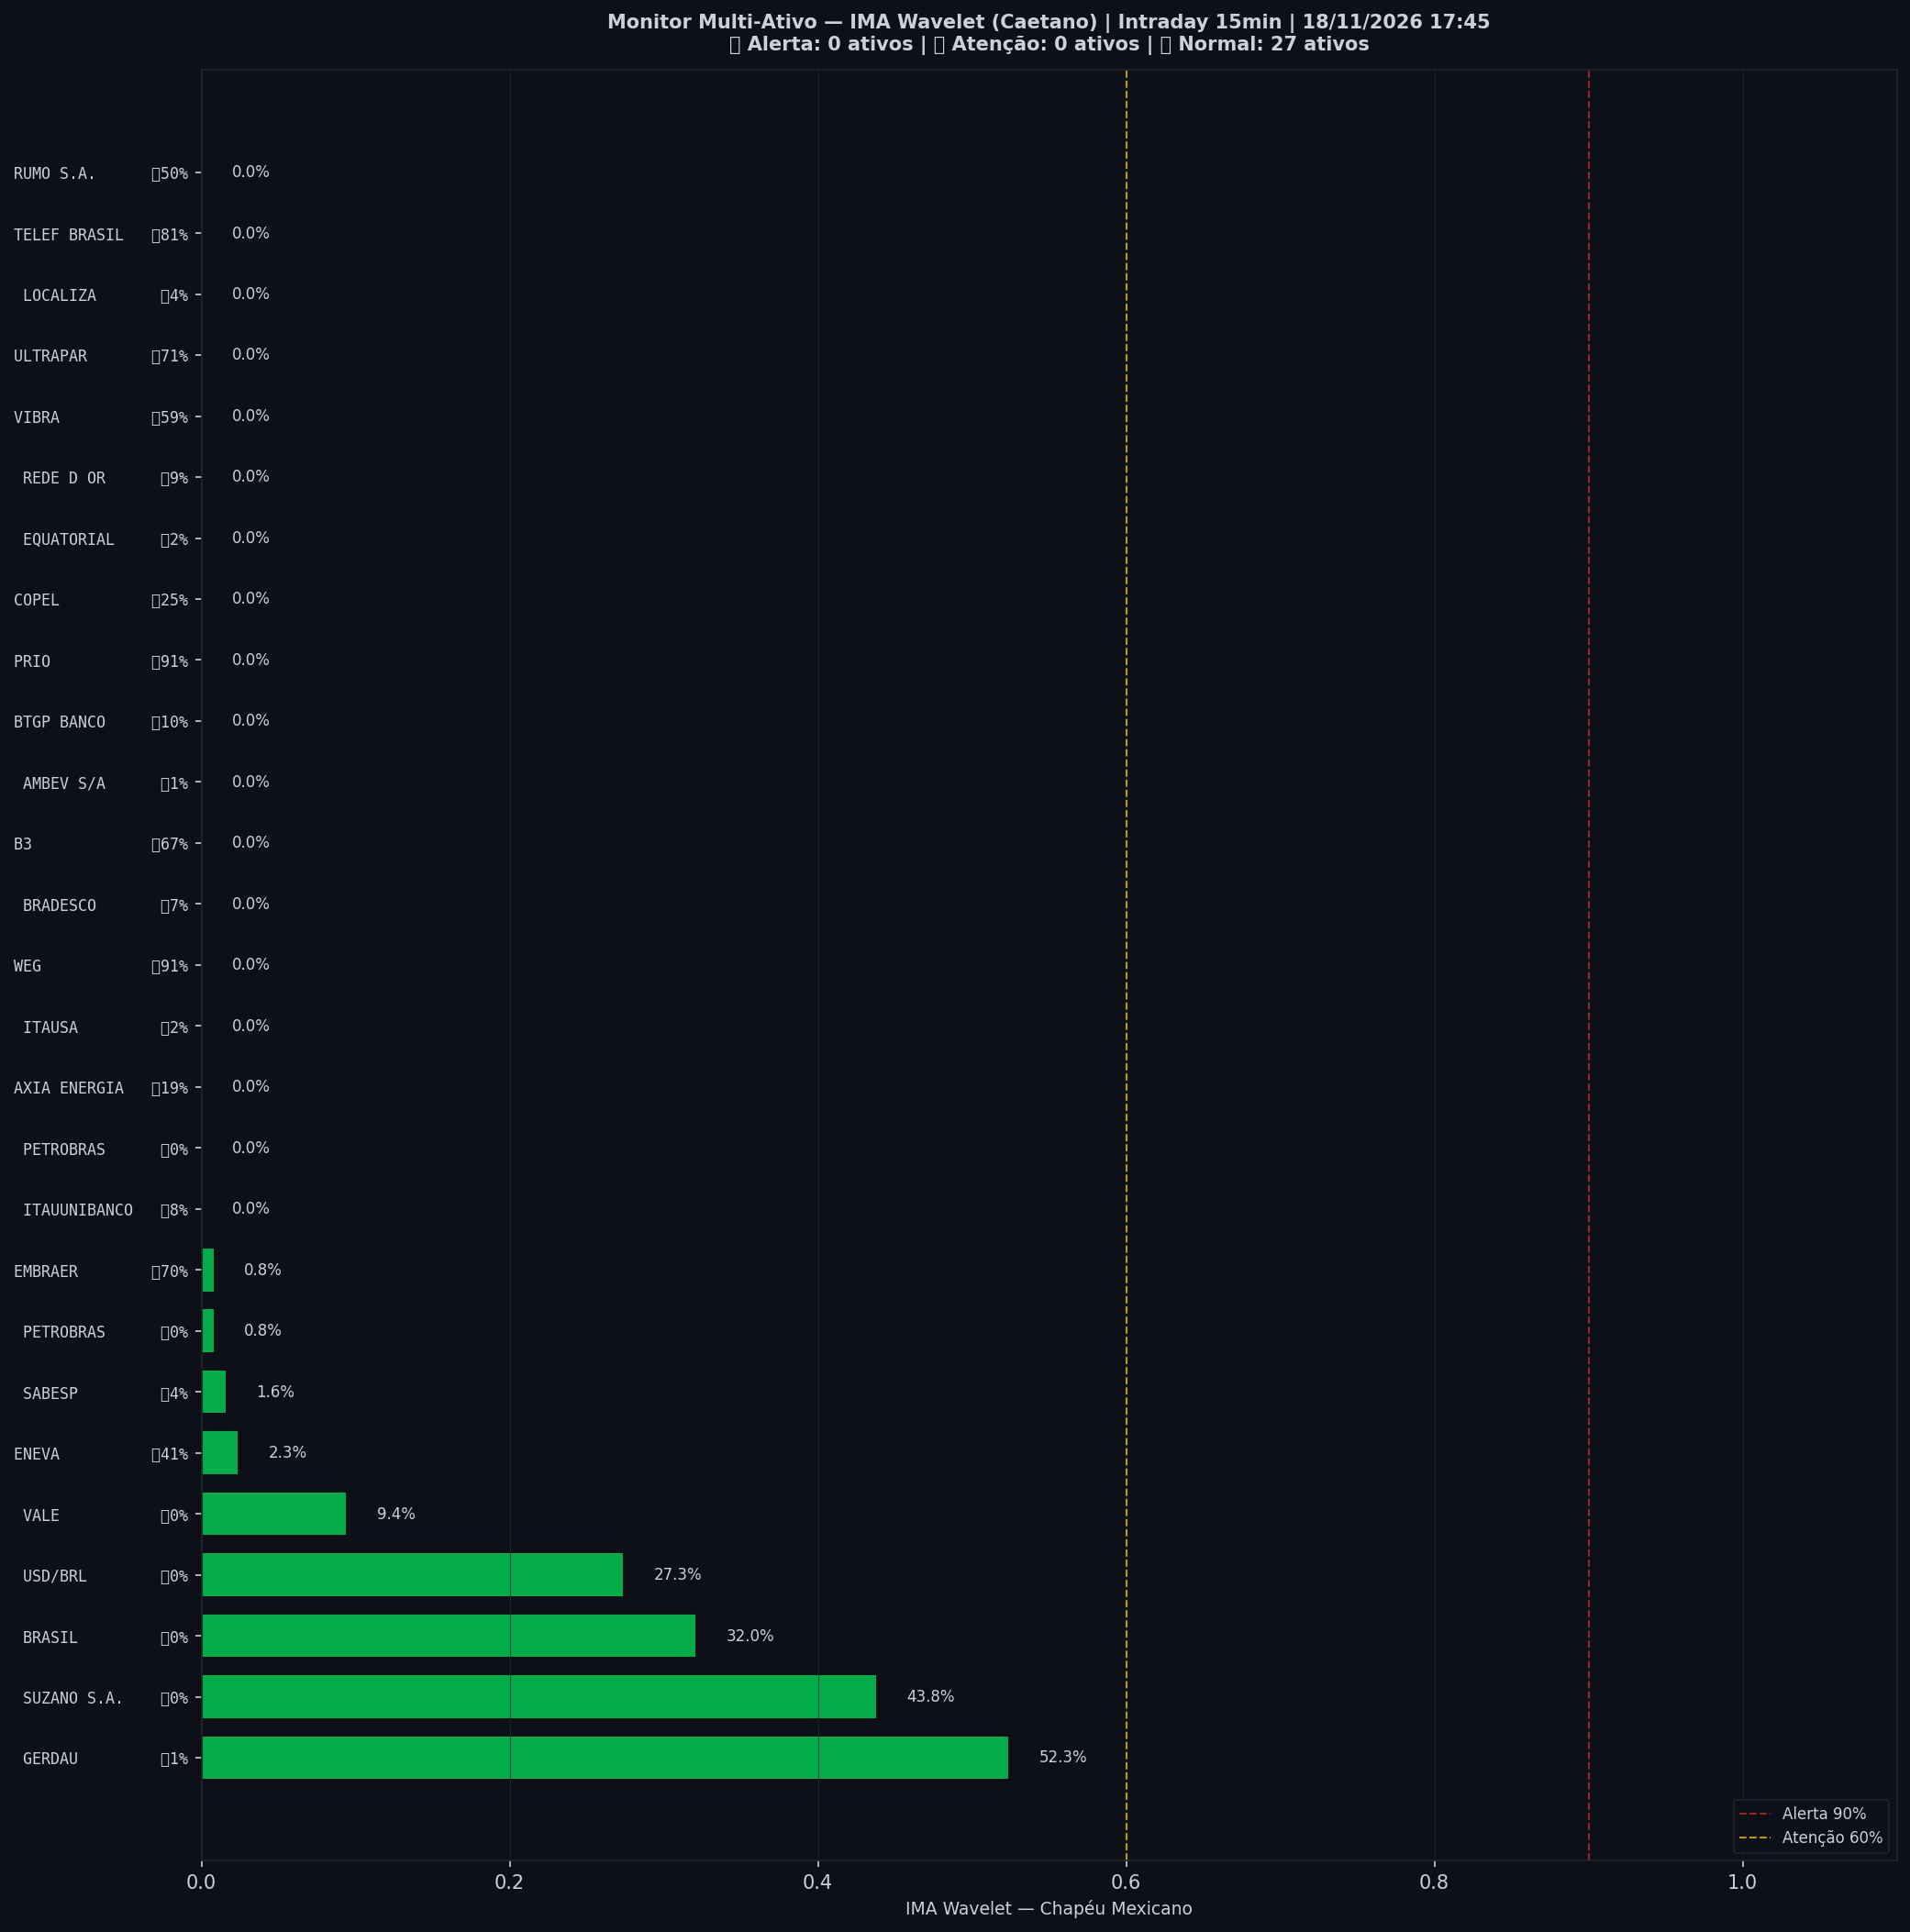 Monitor Multi-Ativo — IMA Wavelet (Caetano) | Intraday 15min | 18/11/2026 17:45
▯ Alerta: 0 ativos | ▯ Atenção: 0 ativos | ▯ Normal: 27 ativos
RUMO S.A. ▯50% 0.0%
TELEF BRASIL ▯81% 0.0%
LOCALIZA ▯4% 0.0%
ULTRAPAR ▯71% 0.0%
VIBRA ▯59% 0.0%
REDE D OR ▯9% 0.0%
EQUATORIAL ▯2% 0.0%
COPEL ▯25% 0.0%
PRIO ▯91% 0.0%
BTGP BANCO ▯10% 0.0%
AMBEV S/A ▯1% 0.0%
B3 ▯67% 0.0%
BRADESCO ▯7% 0.0%
WEG ▯91% 0.0%
ITAUSA ▯2% 0.0%
AXIA ENERGIA ▯19% 0.0%
PETROBRAS ▯0% 0.0%
ITAUUNIBANCO ▯8% 0.0%
EMBRAER ▯70% 0.8%
PETROBRAS ▯0% 0.8%
SABESP ▯4% 1.6%
ENEVA ▯41% 2.3%
VALE ▯0% 9.4%
USD/BRL ▯0% 27.3%
BRASIL ▯0% 32.0%
SUZANO S.A. ▯0% 43.8%
GERDAU ▯1% 52.3%
Alerta 90%
Atenção 60%
0.0 0.2 0.4 0.6 0.8 1.0
IMA Wavelet — Chapéu Mexicano